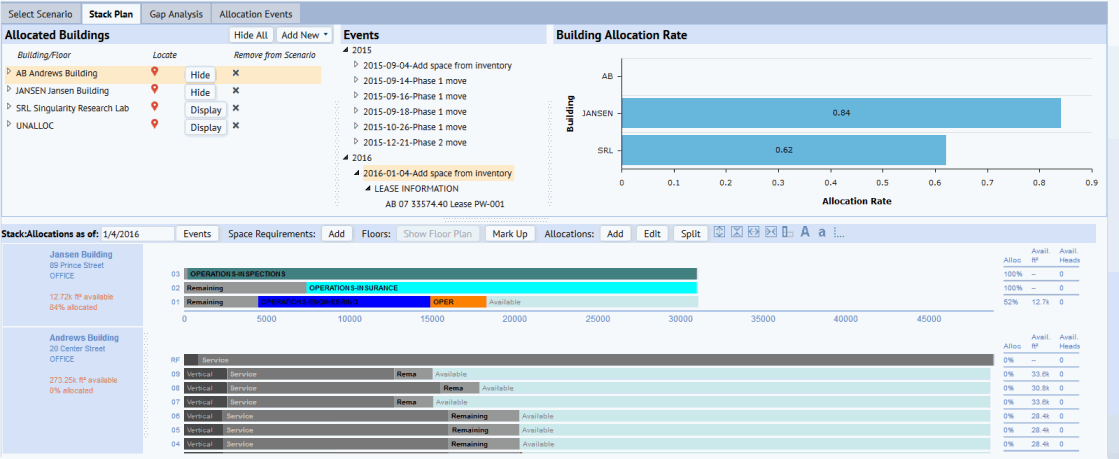 Select Scenario Stack Plan Gap Analysis Allocation Events
Allocated Buildings Hide All Add New
Building/Floor Locate Remove from Scenario
AB Andrews Building Hide
JANSEN Jansen Building Hide
SRL Singularity Research Lab Display
UNALLOC Display
Events
2015
2015-09-04-Add space from inventory
2015-09-14-Phase 1 move
2015-09-16-Phase 1 move
2015-09-18-Phase 1 move
2015-10-26-Phase 1 move
2015-12-21-Phase 2 move
2016
2016-01-04-Add space from inventory
LEASE INFORMATION
AB 07 33574.40 Lease PW-001
Building Allocation Rate
Building
AB
JANSEN 0.84
SRL 0.62
0 0.1 0.2 0.3 0.4 0.5 0.6 0.7 0.8 0.9
Allocation Rate
Stack:Allocations as of: 1/4/2016 Events Space Requirements: Add Floors: Show Floor Plan Mark Up Allocations: Add Edit Split A a
Jansen Building
89 Prince Street
OFFICE
12.72k ft² available
84% allocated
Alloc Avail. ft² Avail. Heads
03 OPERATIONS-INSPECTIONS 100% – 0
02 Remaining OPERATIONS-INSURANCE 100% – 0
01 Remaining OPER Available 52% 12.7k 0
0 5000 10000 15000 20000 25000 30000 35000 40000 45000
Andrews Building
20 Center Street
OFFICE
273.25k ft² available
0% allocated
Alloc Avail. ft² Avail. Heads
RF Service 0% – 0
09 Vertical Service Rema Available 0% 33.6k 0
08 Vertical Service Rema Available 0% 30.8k 0
07 Vertical Service Rema Available 0% 33.6k 0
06 Vertical Service Remaining Available 0% 28.4k 0
05 Vertical Service Remaining Available 0% 28.4k 0
04 Vertical Service Remaining Available 0% 28.4k 0